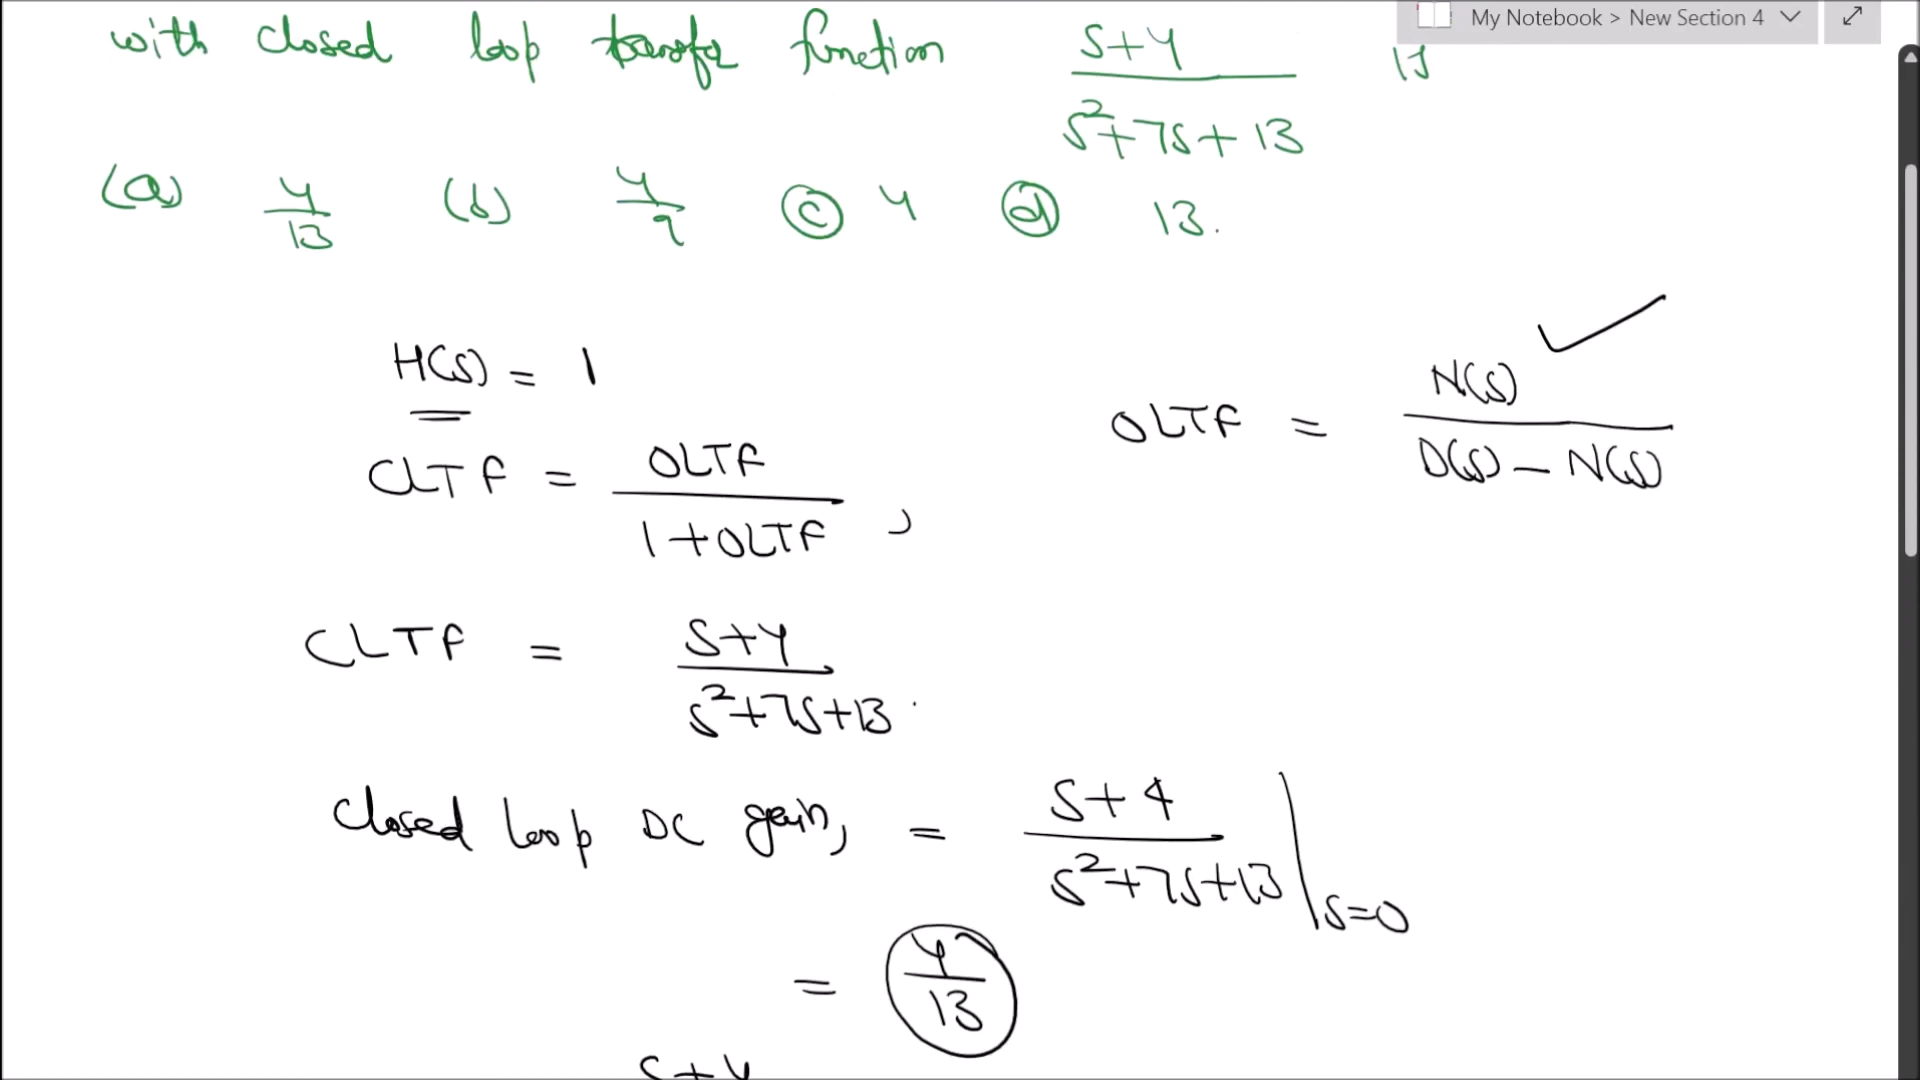 My Notebook > New Section 4
with closed loop transfer function (s+4)/(s²+7s+13) is
(a) 4/13 (b) 4/9 (c) 4 (d) 13.
H(s) = 1
OLTF = N(s)/(D(s) - N(s))
CLTF = OLTF/(1+OLTF) ,
CLTF = (s+4)/(s²+7s+13) .
closed loop DC gain, = (s+4)/(s²+7s+13) |s=0
= 4/13
s+4